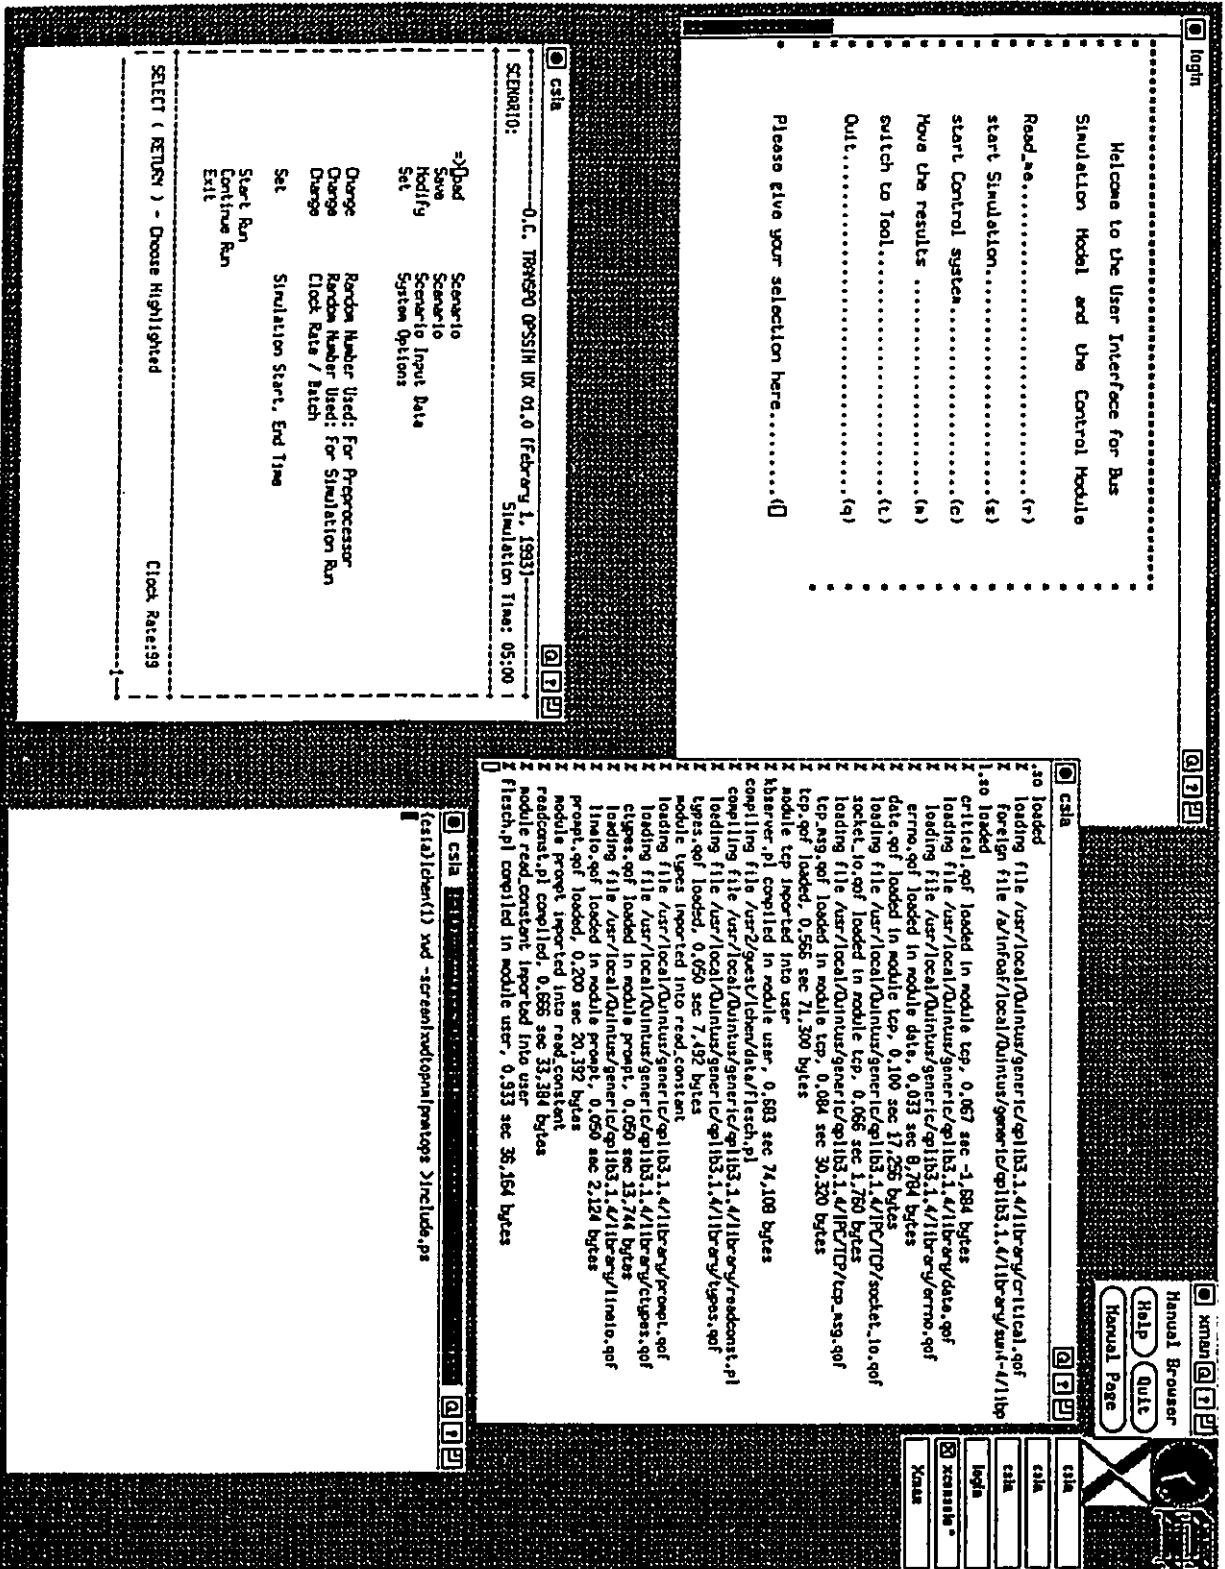 login
Welcome to the User Interface for Bus
Simulation Model and the Control Module
Read_me..............................(r)
start Simulation.....................(s)
start Control system.................(c)
Move the results ....................(m)
switch to Tool.......................(t)
Quit.................................(q)
Please give your selection here.........(
csla
O.C. TRANSPO OPSSIM UX 01.0 (Febrary 1, 1993)
SCENARIO: Simulation Time: 05:00
=> Load Scenario
Save Scenario
Modify Scenario Input Data
Set System Options
Change Random Number Used: For Preprocessor
Change Random Number Used: For Simulation Run
Change Clock Rate / Batch
Set Simulation Start, End Time
Start Run
Continue Run
Exit
SELECT ( RETURN ) - Choose Highlighted Clock Rate:99
csla
.so loaded
% loading file /usr/local/Quintus/generic/qplib3.1.4/library/critical.qof
% foreign file /a/infoaf/local/Quintus/generic/qplib3.1.4/library/sun4-4/libp
l.so loaded
% critical.qof loaded in module tcp, 0.067 sec -1,684 bytes
% loading file /usr/local/Quintus/generic/qplib3.1.4/library/date.qof
% loading file /usr/local/Quintus/generic/qplib3.1.4/library/errno.qof
% errno.qof loaded in module date, 0.033 sec 8,784 bytes
% date.qof loaded in module tcp, 0.100 sec 17,256 bytes
% loading file /usr/local/Quintus/generic/qplib3.1.4/IPC/TCP/socket_io.qof
% socket_io.qof loaded in module tcp, 0.066 sec 1,760 bytes
% loading file /usr/local/Quintus/generic/qplib3.1.4/IPC/TCP/tcp_msg.qof
% tcp_msg.qof loaded in module tcp, 0.084 sec 30,320 bytes
% tcp.qof loaded, 0.566 sec 71,300 bytes
% module tcp imported into user
% kbserver.pl compiled in module user, 0.683 sec 74,108 bytes
% compiling file /usr2/guest/lchen/data/flesch.pl
% compiling file /usr/local/Quintus/generic/qplib3.1.4/library/readconst.pl
% loading file /usr/local/Quintus/generic/qplib3.1.4/library/types.qof
% types.qof loaded, 0.050 sec 7,492 bytes
% module types imported into read_constant
% loading file /usr/local/Quintus/generic/qplib3.1.4/library/prompt.qof
% loading file /usr/local/Quintus/generic/qplib3.1.4/library/ctypes.qof
% ctypes.qof loaded in module prompt, 0.050 sec 13,744 bytes
% loading file /usr/local/Quintus/generic/qplib3.1.4/library/lineio.qof
% lineio.qof loaded in module prompt, 0.050 sec 2,124 bytes
% prompt.qof loaded, 0.200 sec 20,392 bytes
% module prompt imported into read_constant
% readconst.pl compiled, 0.666 sec 33,384 bytes
% module read_constant imported into user
% flesch.pl compiled in module user, 0.933 sec 36,164 bytes
csla
{csla}lchen(1) xwd -screen|xwdtopnm|pnmtops >include.ps
xman
Manual Browser
Help Quit
Manual Page
csla
csla
csla
login
xconsole*
Xman